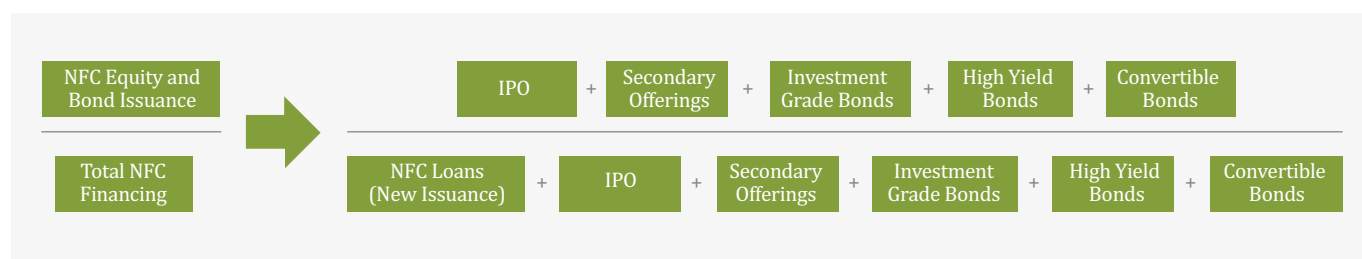 NFC Equity and
Bond Issuance
Total NFC
Financing
IPO + Secondary
Offerings + Investment
Grade Bonds + High Yield
Bonds + Convertible
Bonds
NFC Loans
(New Issuance) + IPO + Secondary
Offerings + Investment
Grade Bonds + High Yield
Bonds + Convertible
Bonds